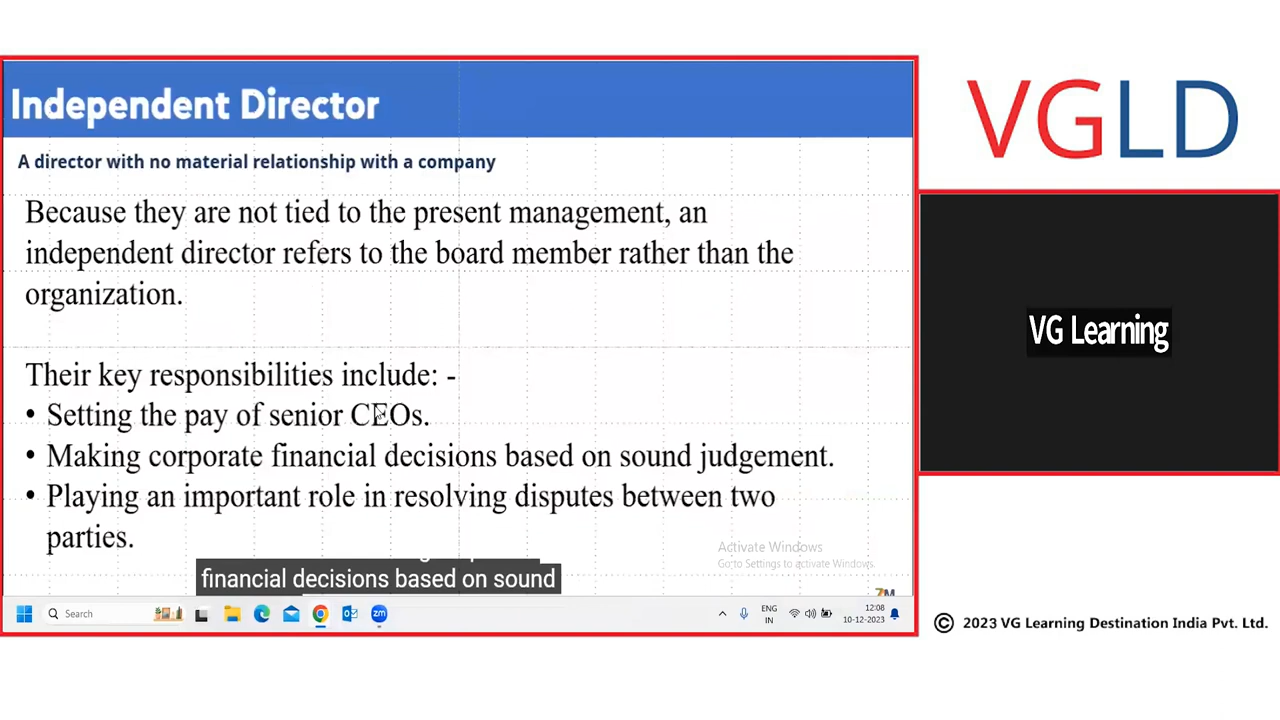 Independent Director
A director with no material relationship with a company
Because they are not tied to the present management, an
independent director refers to the board member rather than the
organization.
Their key responsibilities include: -
• Setting the pay of senior CEOs.
• Making corporate financial decisions based on sound judgement.
• Playing an important role in resolving disputes between two
parties.
financial decisions based on sound
Activate Windows
Go to Settings to activate Windows.
Search
zm
ENG
IN
12:08
10-12-2023
VGLD
VG Learning
© 2023 VG Learning Destination India Pvt. Ltd.